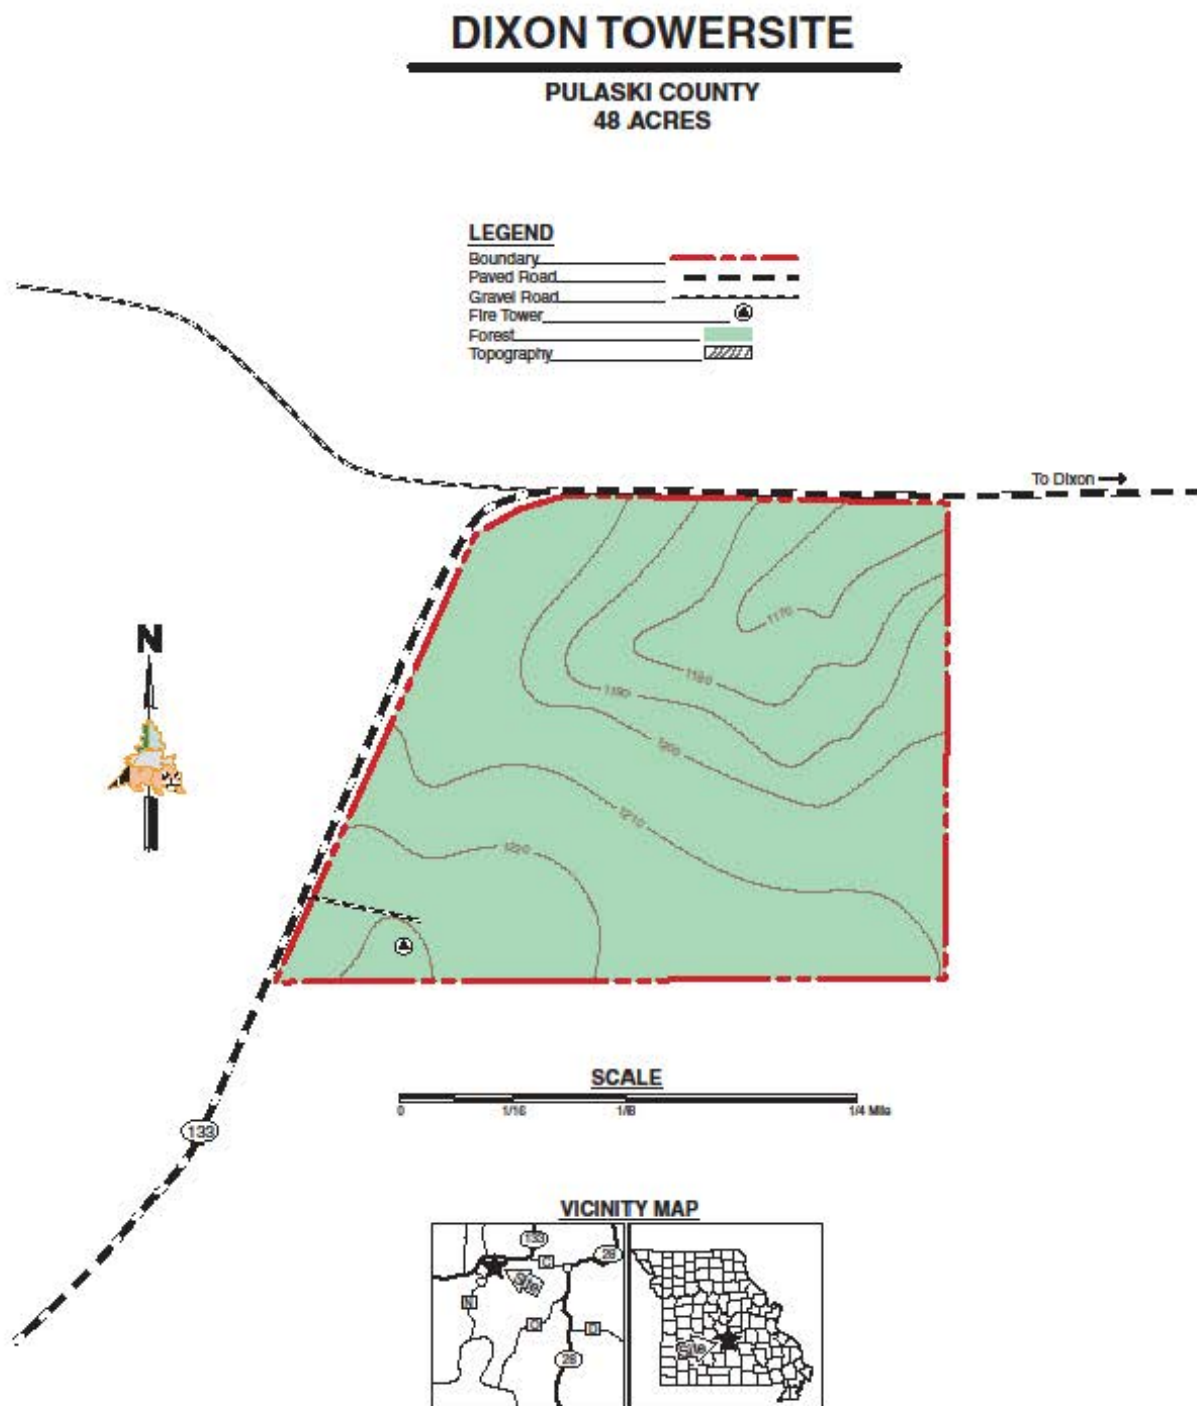 DIXON TOWERSITE
PULASKI COUNTY
48 ACRES
LEGEND
Boundary
Paved Road
Gravel Road
Fire Tower
Forest
Topography
To Dixon
N
1170
1180
1190
1200
1210
1220
133
SCALE
0 1/16 1/8 1/4 Mile
VICINITY MAP
133
28
C
Site
N
O
D
28
Site